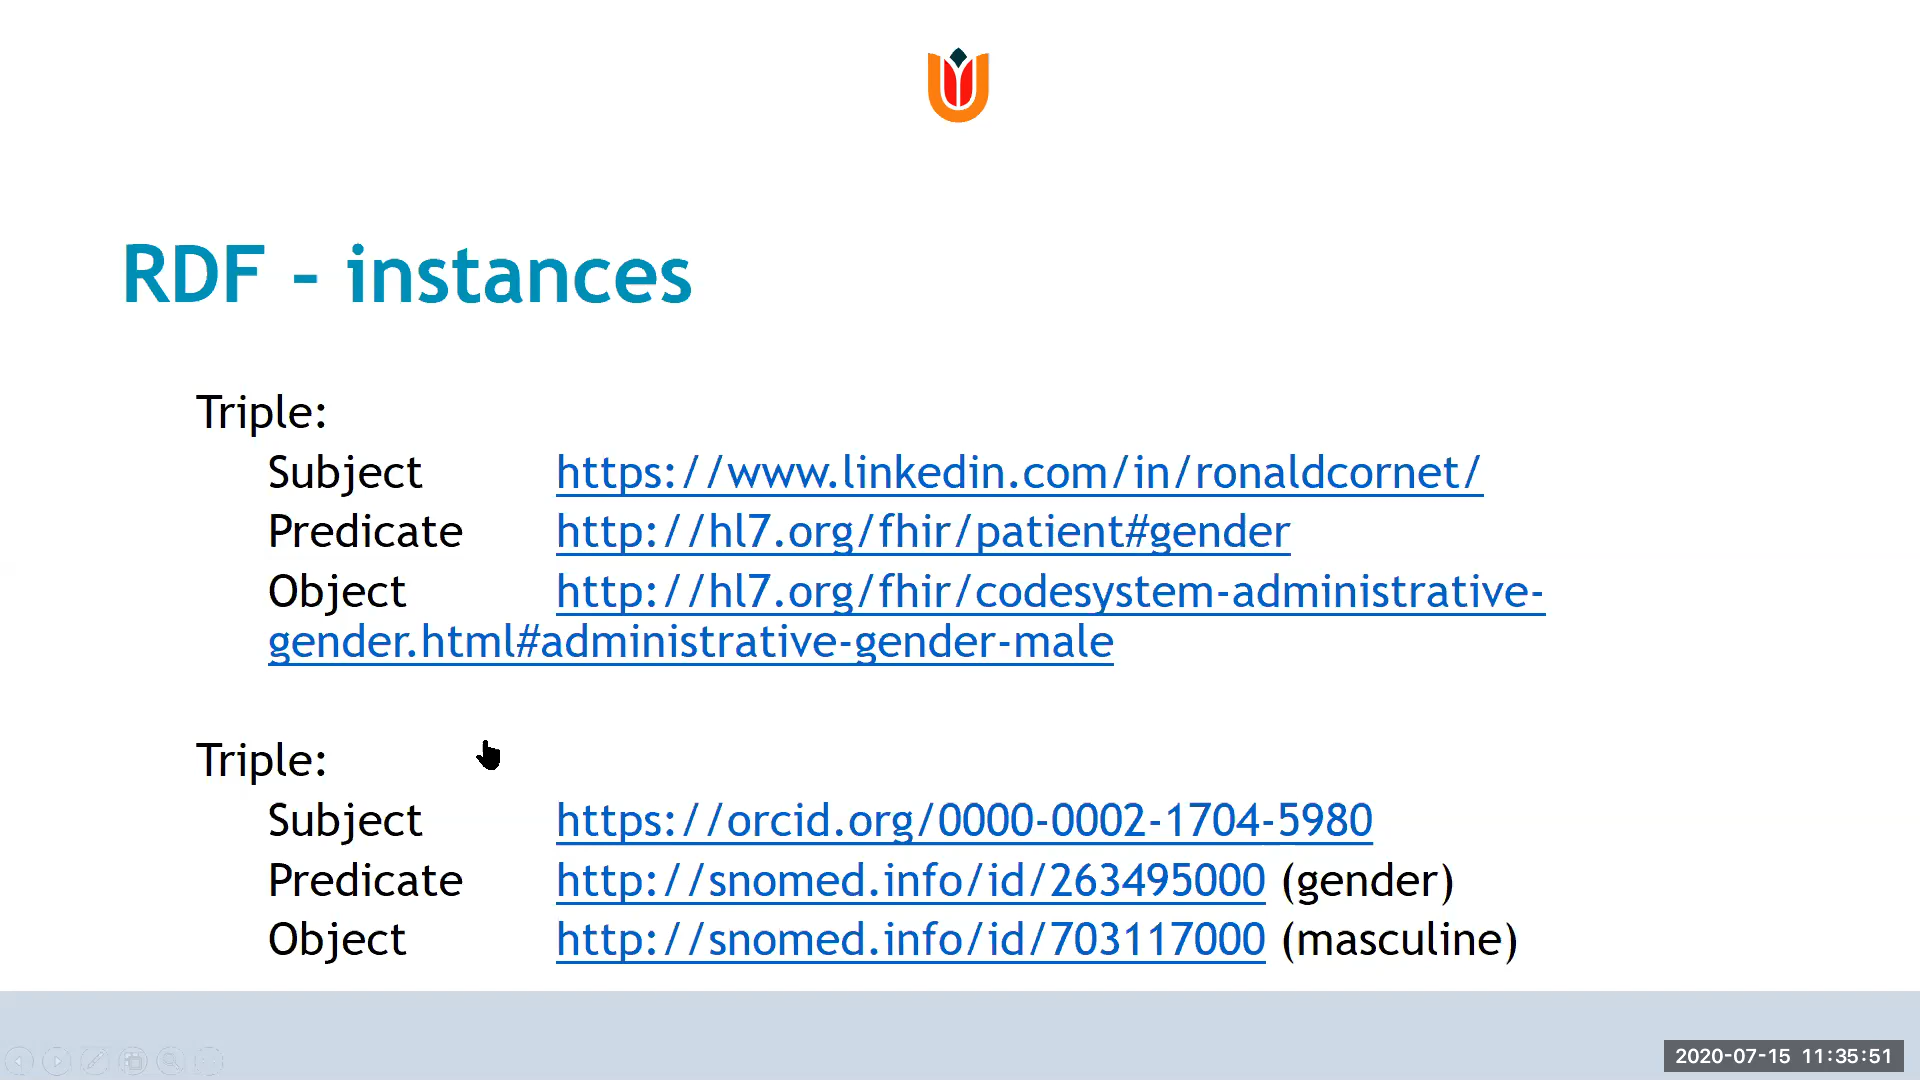 RDF – instances
Triple:
Subject https://www.linkedin.com/in/ronaldcornet/
Predicate http://hl7.org/fhir/patient#gender
Object http://hl7.org/fhir/codesystem-administrative-
gender.html#administrative-gender-male
Triple:
Subject https://orcid.org/0000-0002-1704-5980
Predicate http://snomed.info/id/263495000 (gender)
Object http://snomed.info/id/703117000 (masculine)
2020-07-15 11:35:51